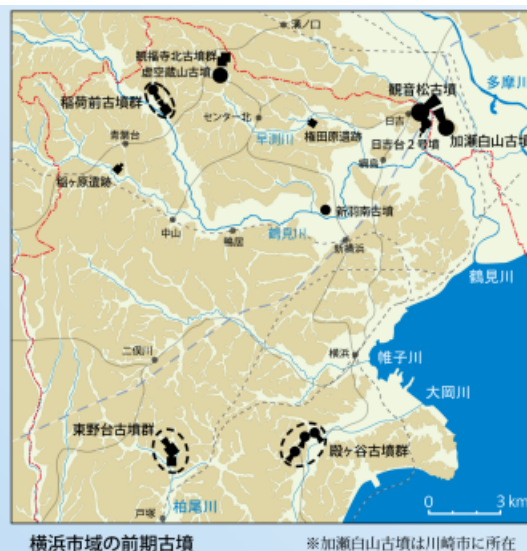 溝ノ口
観福寺北古墳群
虚空蔵山古墳
稲荷前古墳群
多摩川
観音松古墳
日吉
センター北
青葉台
早渕川
権田原遺跡
加瀬白山古墳
日吉台2号墳
綱島
稲ヶ原遺跡
新羽南古墳
中山
鴨居
鶴見川
新横浜
鶴見川
二俣川
横浜
帷子川
大岡川
東野台古墳群
殿ヶ谷古墳群
戸塚
柏尾川
0 3km
横浜市域の前期古墳
※加瀬白山古墳は川崎市に所在